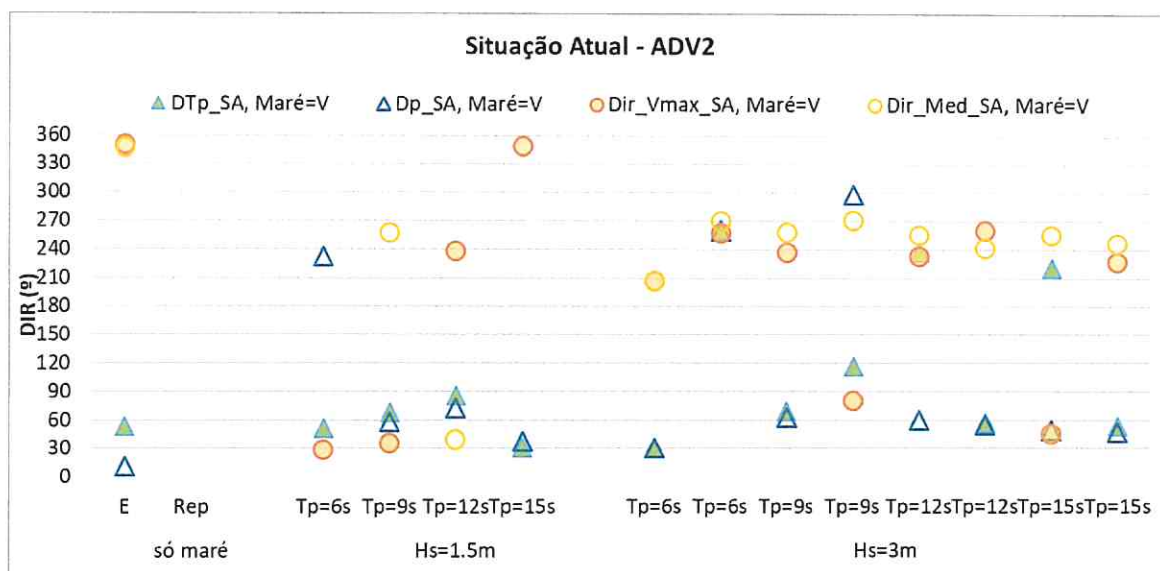 Situação Atual - ADV2
DTp_SA, Maré=V Dp_SA, Maré=V Dir_Vmax_SA, Maré=V Dir_Med_SA, Maré=V
DIR (º)
360
330
300
270
240
210
180
150
120
90
60
30
0
E Rep Tp=6s Tp=9s Tp=12s Tp=15s Tp=6s Tp=6s Tp=9s Tp=9s Tp=12s Tp=12s Tp=15s Tp=15s
só maré Hs=1.5m Hs=3m